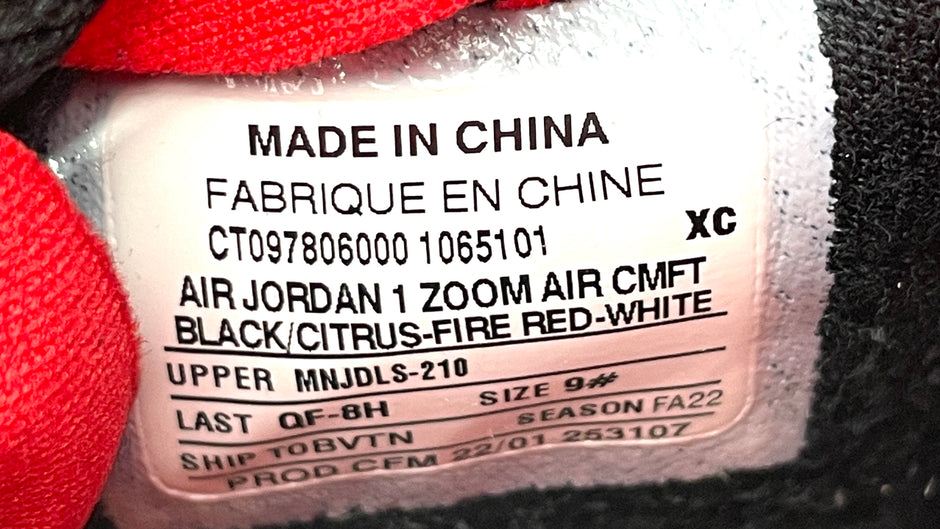 MADE IN CHINA
FABRIQUE EN CHINE
CT097806000 1065101 XC
AIR JORDAN 1 ZOOM AIR CMFT
BLACK/CITRUS-FIRE RED-WHITE
UPPER MNJDLS-210
LAST QF-8H SIZE 9#
SHIP TOBVTN SEASON FA22
PROD CFM 22/01 253107